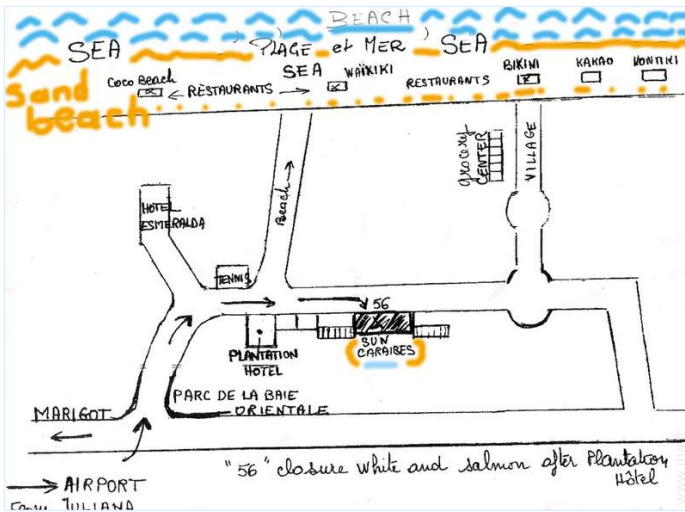 BEACH
SEA PLAGE et MER SEA
Sand beach
Coco Beach
← RESTAURANTS →
SEA
WAÏKIKI
RESTAURANTS
BIKINI
KAKAO
KONTIKI
grocery CENTER
VILLAGE
Beach →
HOTEL ESMERALDA
TENNIS
56
PLANTATION HOTEL
SUN CARAIBES
PARC DE LA BAIE ORIENTALE
MARIGOT
"56" closure white and salmon after Plantation Hôtel
→ AIRPORT
From JULIANA